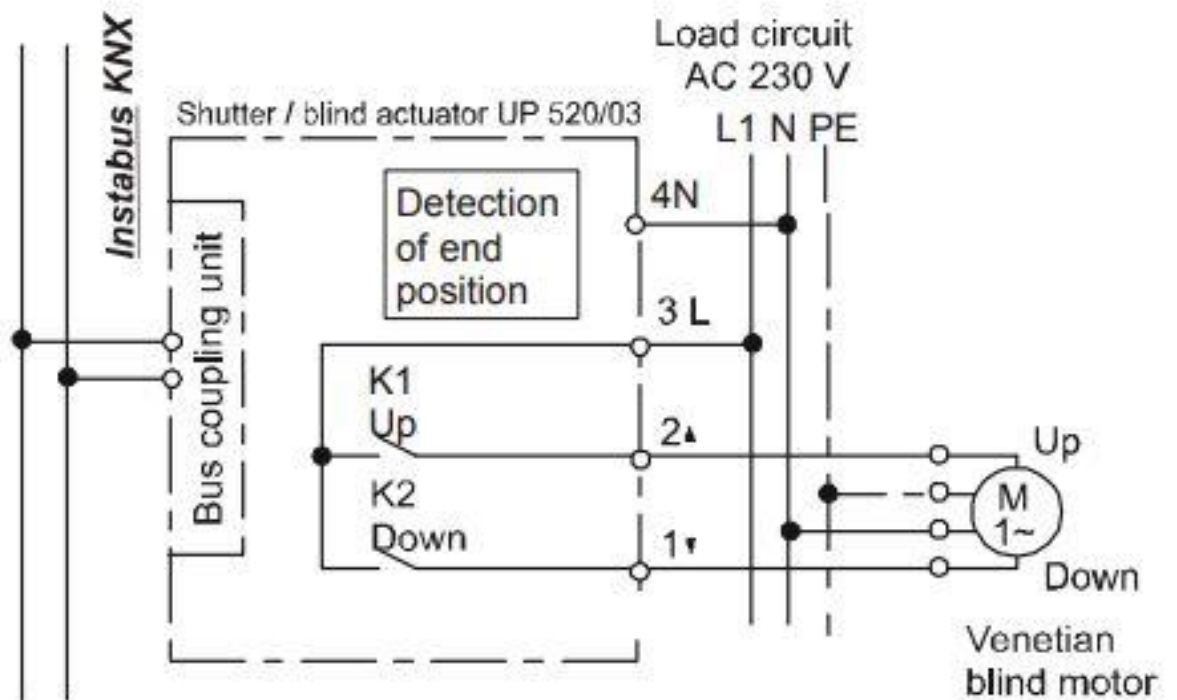 Instabus KNX
Load circuit
AC 230 V
L1 N PE
Shutter / blind actuator UP 520/03
Bus coupling unit
Detection
of end
position
4N
3 L
K1
Up
2▲
K2
Down
1▼
Up
M
1~
Down
Venetian
blind motor